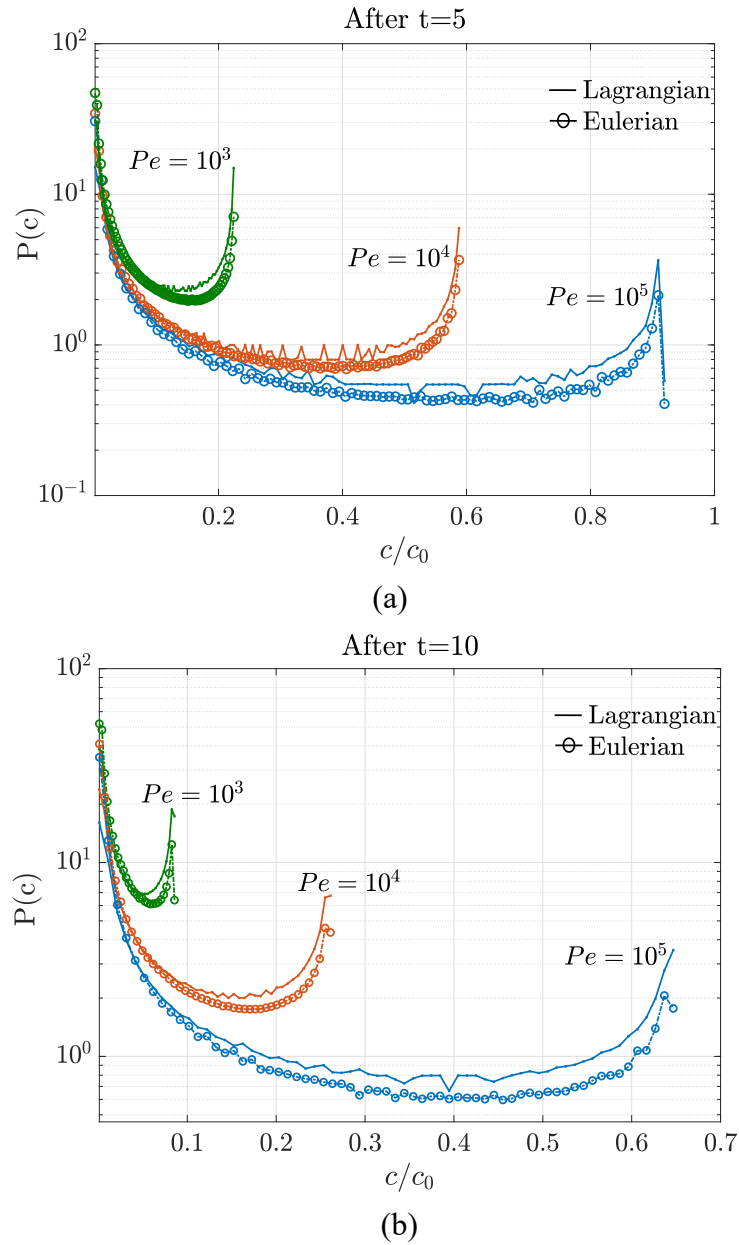 After t=5
10^2
10^1
10^0
10^-1
P(c)
Lagrangian
Eulerian
Pe = 10^3
Pe = 10^4
Pe = 10^5
0.2 0.4 0.6 0.8 1
c/c_0
(a)
After t=10
10^2
10^1
10^0
P(c)
Lagrangian
Eulerian
Pe = 10^3
Pe = 10^4
Pe = 10^5
0.1 0.2 0.3 0.4 0.5 0.6 0.7
c/c_0
(b)